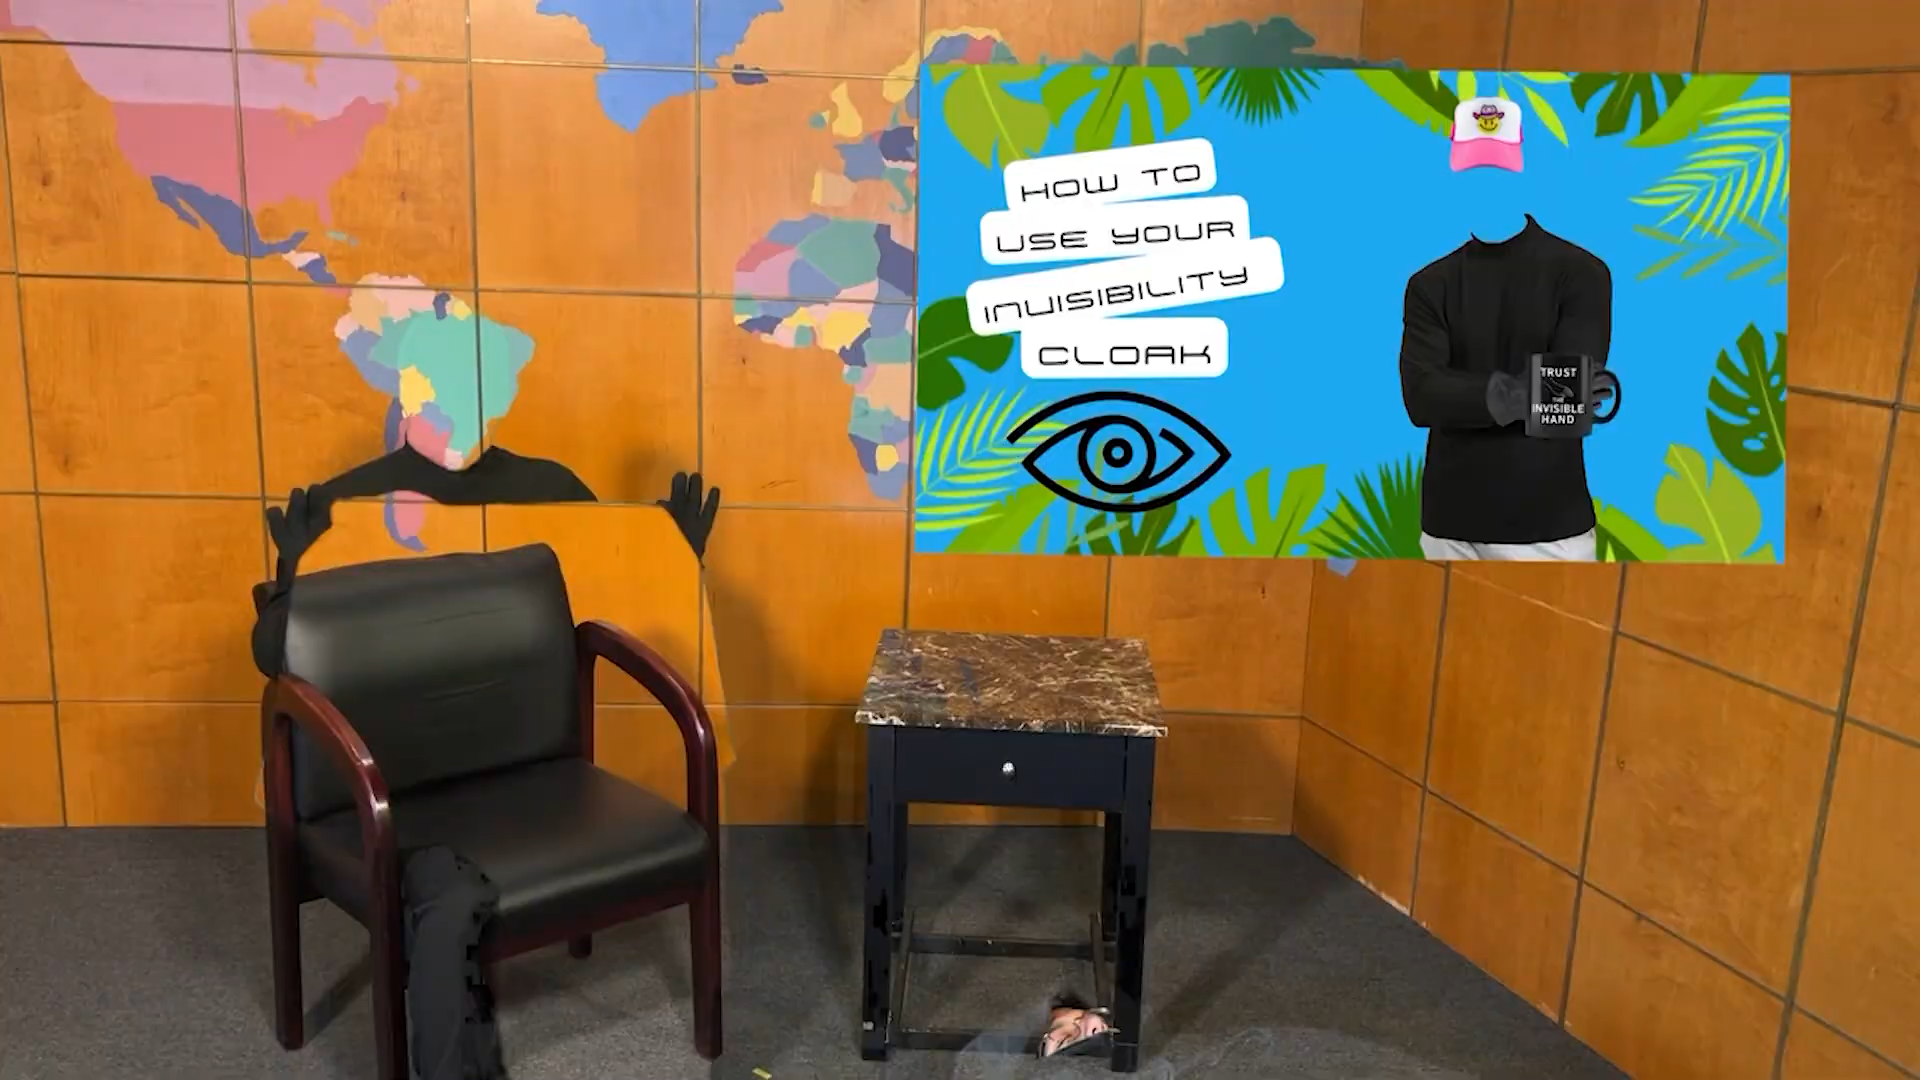 HOW TO
USE YOUR
INVISIBILITY
CLOAK
TRUST
THE
INVISIBLE
HAND